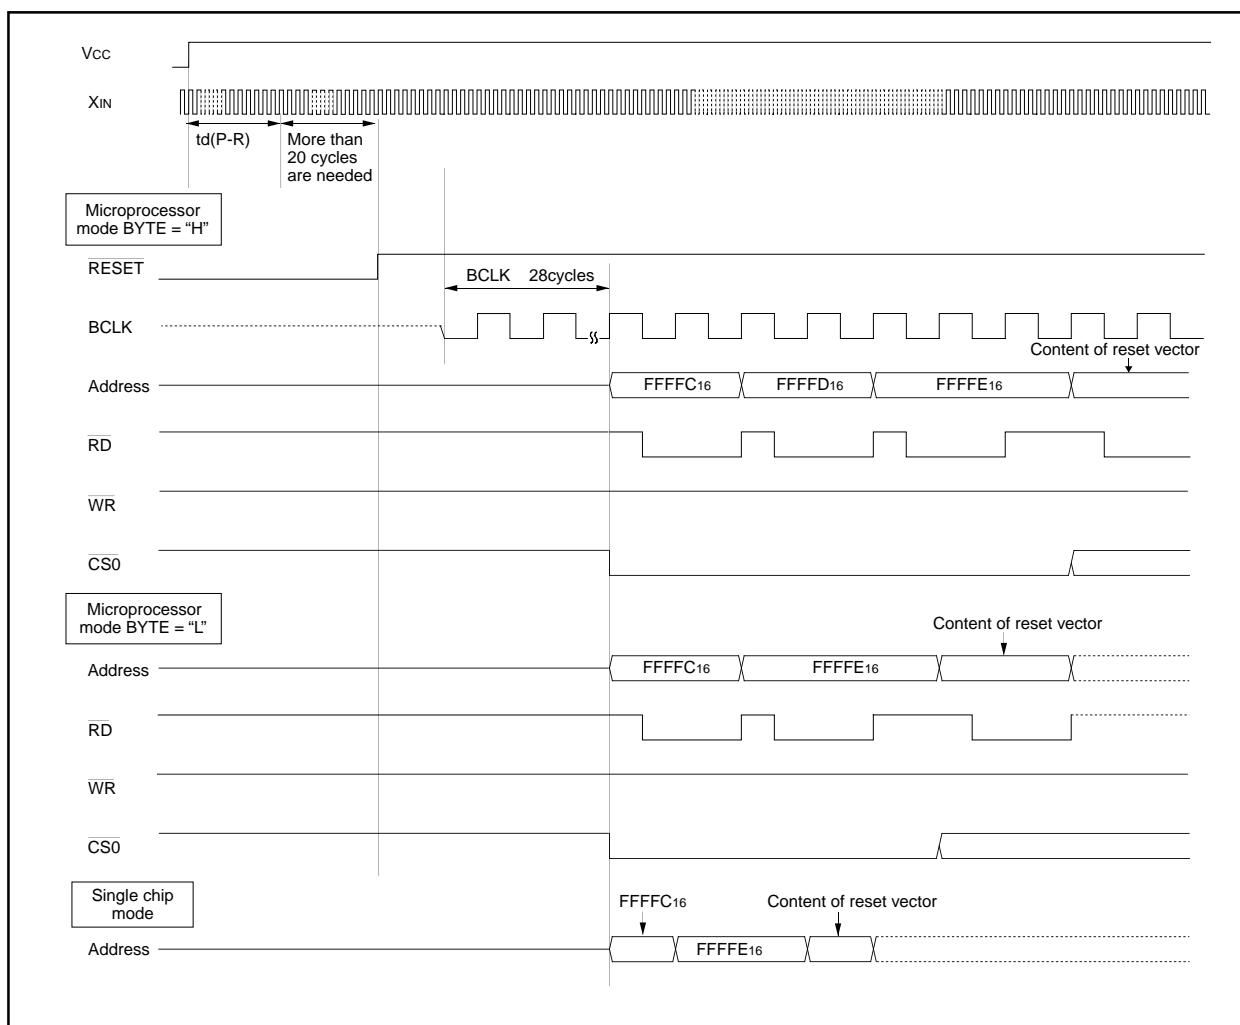 VCC
XIN
td(P-R)
More than
20 cycles
are needed
Microprocessor
mode BYTE = “H”
RESET
BCLK 28cycles
BCLK
Content of reset vector
Address
FFFFC16
FFFFD16
FFFFE16
RD
WR
CS0
Microprocessor
mode BYTE = “L”
Content of reset vector
Address
FFFFC16
FFFFE16
RD
WR
CS0
Single chip
mode
FFFFC16
Content of reset vector
Address
FFFFE16